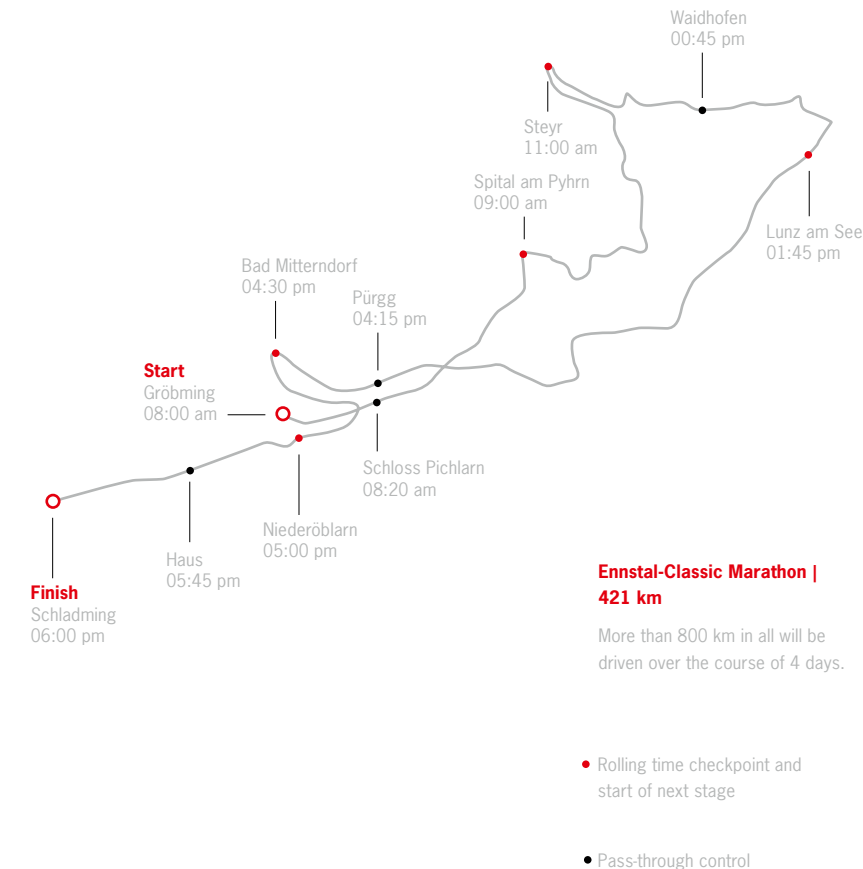 Waidhofen
00:45 pm
Steyr
11:00 am
Spital am Pyhrn
09:00 am
Lunz am See
01:45 pm
Bad Mitterndorf
04:30 pm
Pürgg
04:15 pm
Start
Gröbming
08:00 am
Schloss Pichlarn
08:20 am
Niederöblarn
05:00 pm
Haus
05:45 pm
Finish
Schladming
06:00 pm
Ennstal-Classic Marathon |
421 km
More than 800 km in all will be
driven over the course of 4 days.
Rolling time checkpoint and
start of next stage
Pass-through control